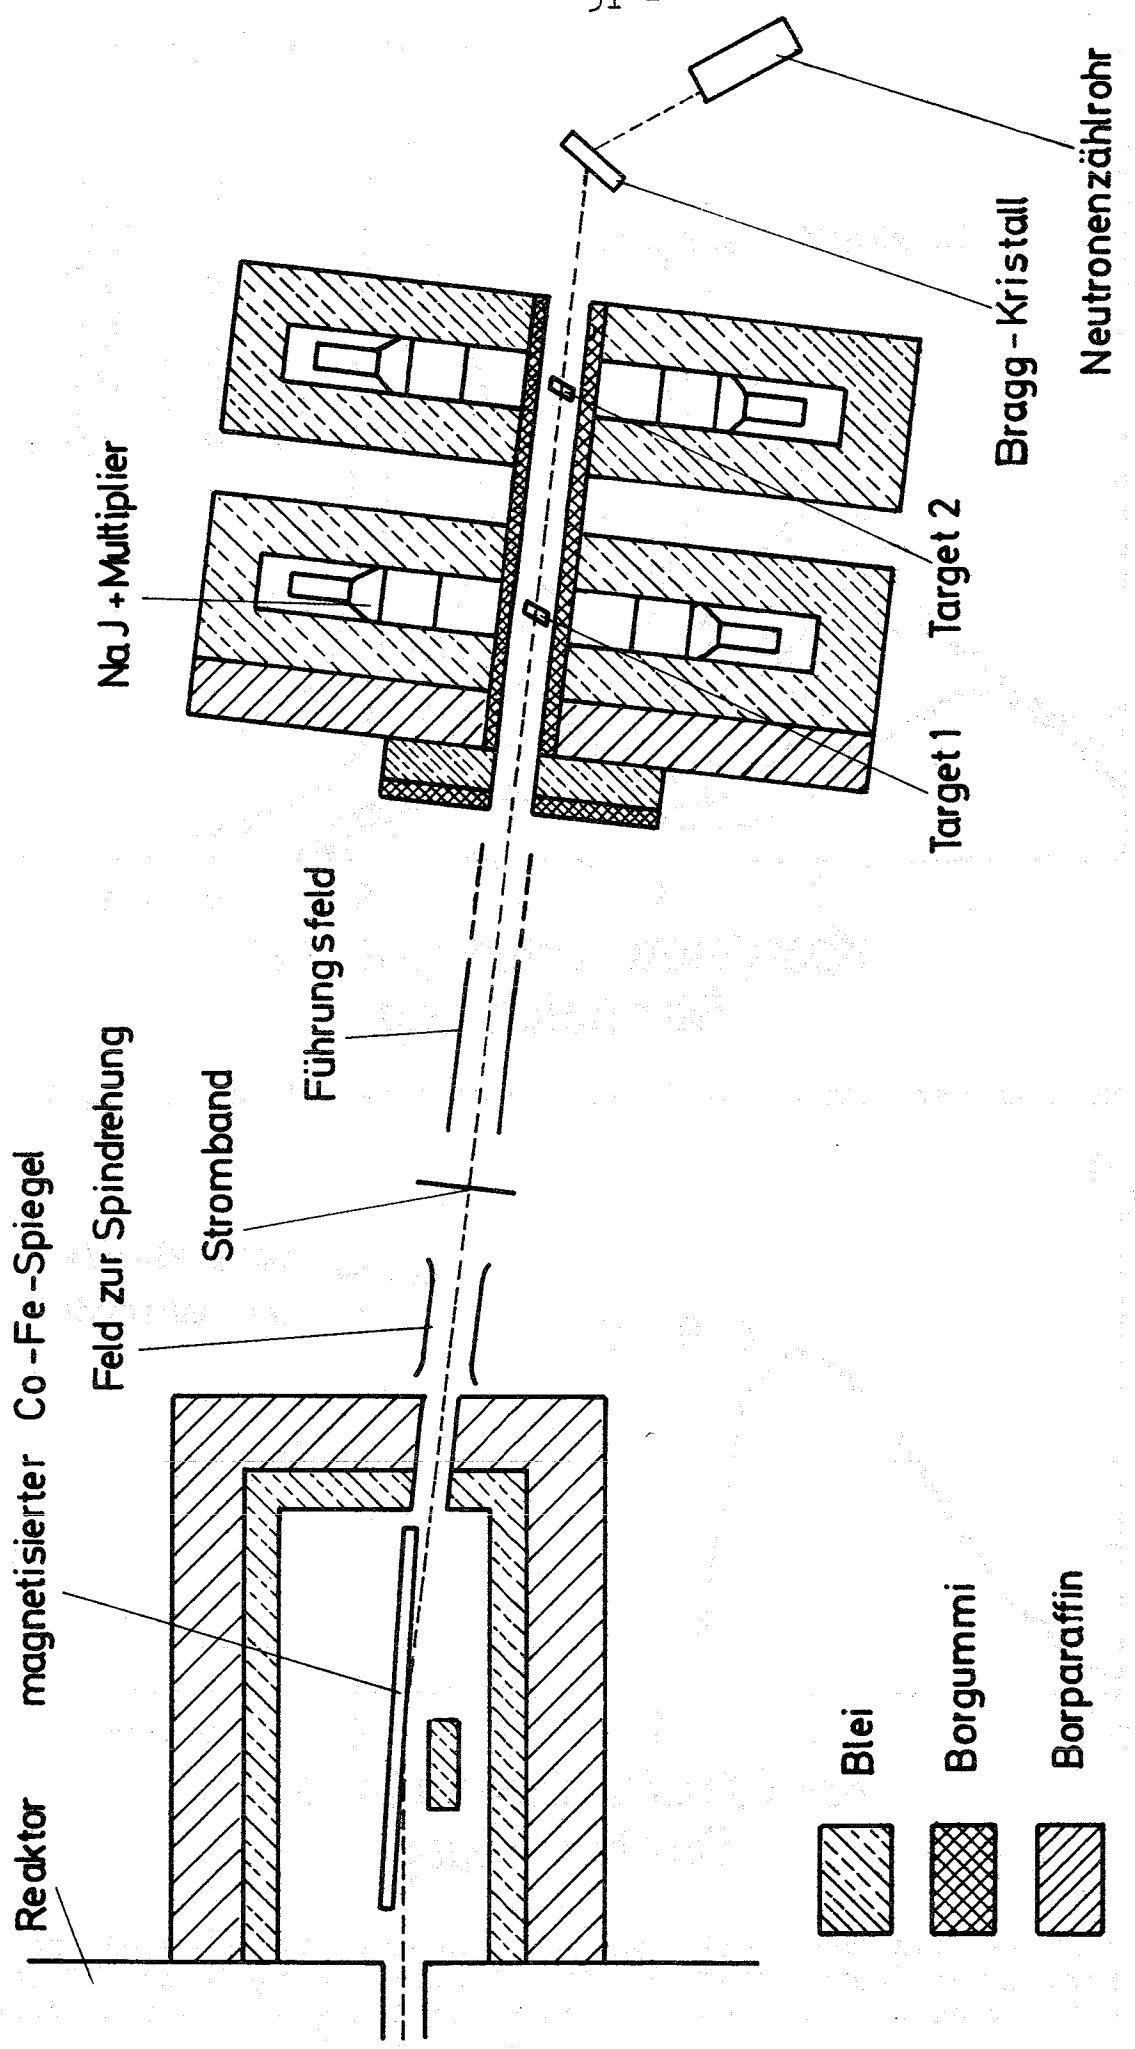 Reaktor
magnetisierter Co-Fe-Spiegel
Feld zur Spindrehung
Stromband
Führungsfeld
NaJ + Multiplier
Target 1
Target 2
Bragg-Kristall
Neutronenzählrohr
Blei
Borgummi
Borparaffin